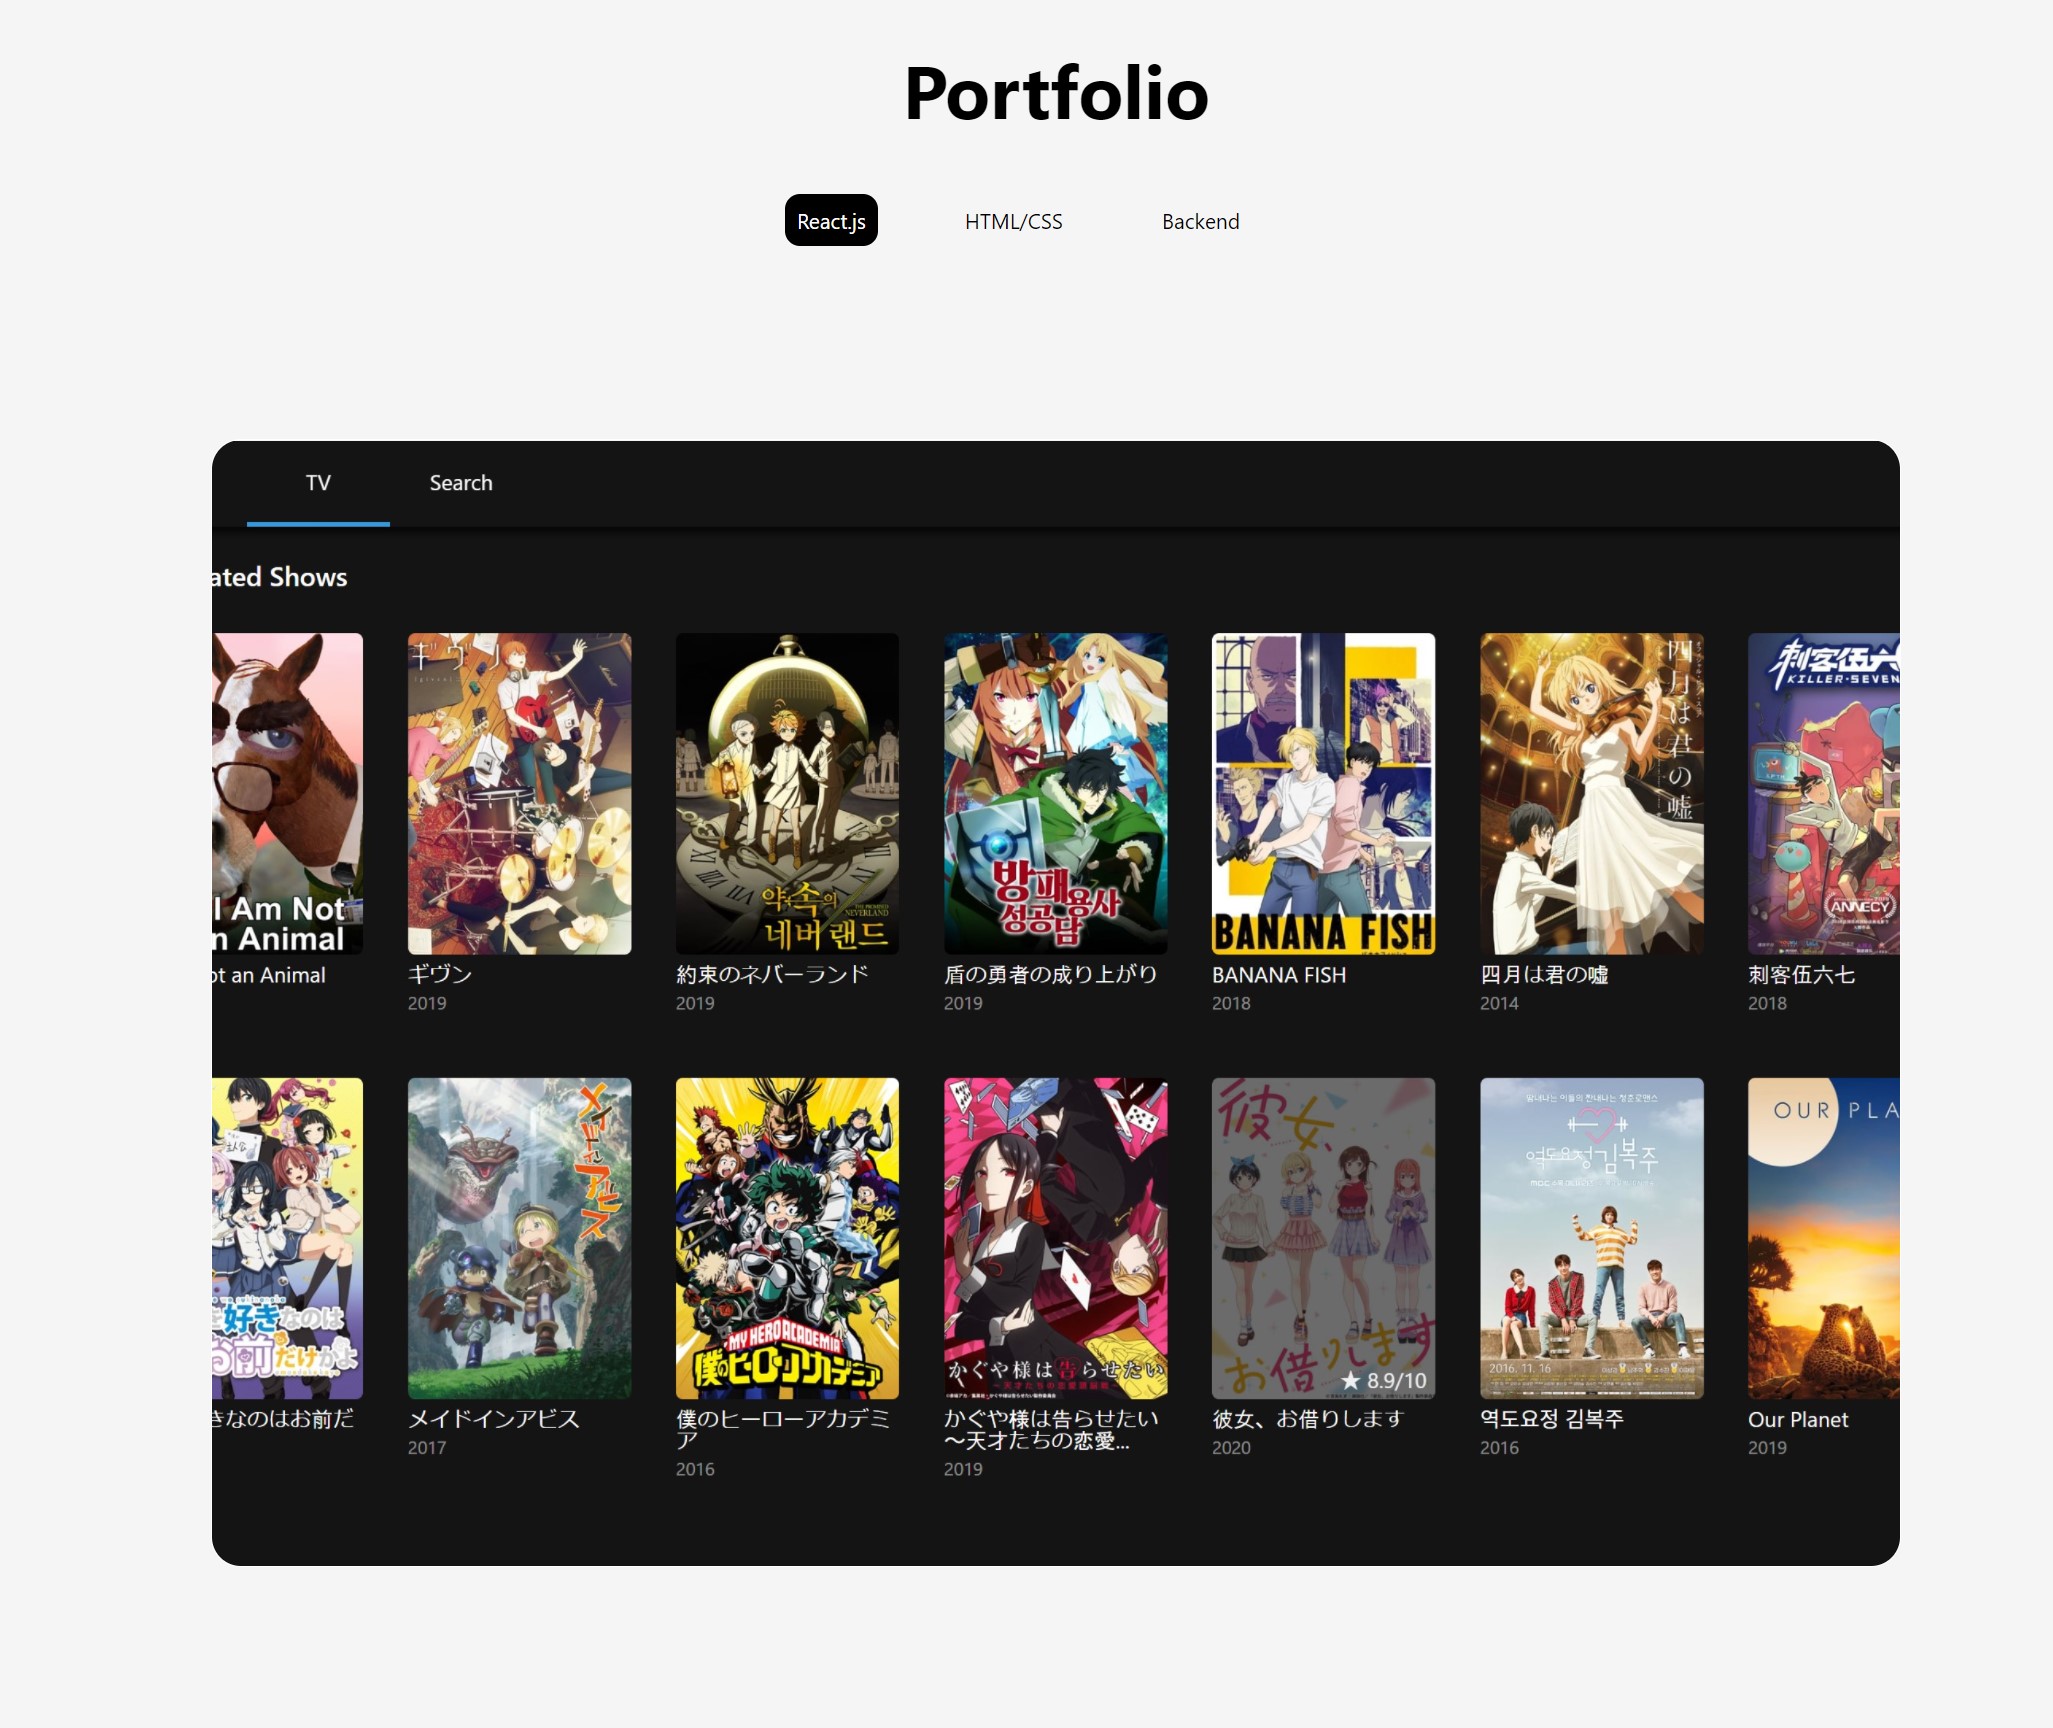 Portfolio
React.js HTML/CSS Backend
TV Search
ated Shows
ギヴン
I Am Not
n Animal
약속의
THE PROMISED
NEVERLAND
네버랜드
방패용사
성공담
BANANA FISH
四月は君の嘘
刺客伍六
KILLER·SEVEN
ANNECY
ot an Animal
ギヴン
2019
約束のネバーランド
2019
盾の勇者の成り上がり
2019
BANANA FISH
2018
四月は君の嘘
2014
刺客伍六七
2018
好きなのは
お前だけかよ
メイドインアビス
MY HERO ACADEMIA
僕のヒーローアカデミア
かぐや様は告らせたい
彼女、
お借りします
★ 8.9/10
역도요정김복주
2016. 11. 16
OUR PLA
きなのはお前だ
メイドインアビス
2017
僕のヒーローアカデミ
ア
2016
かぐや様は告らせたい
〜天才たちの恋愛...
2019
彼女、お借りします
2020
역도요정 김복주
2016
Our Planet
2019